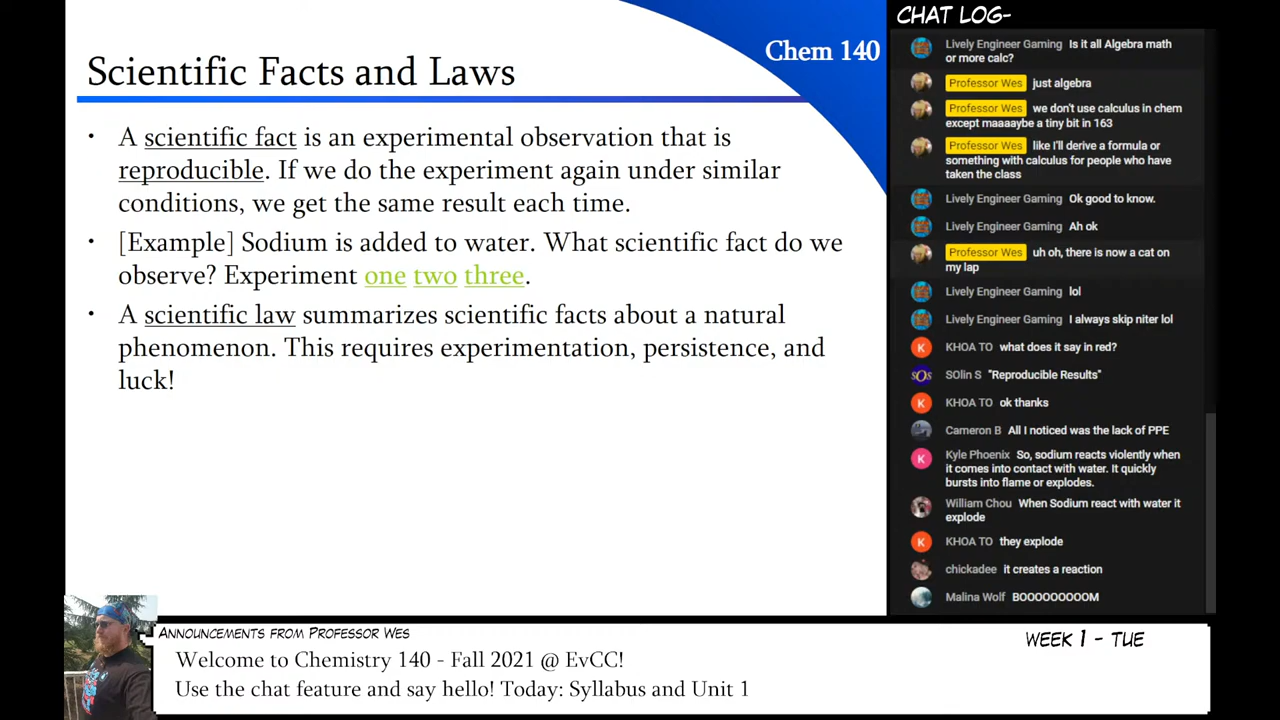 Scientific Facts and Laws
Chem 140
• A scientific fact is an experimental observation that is
reproducible. If we do the experiment again under similar
conditions, we get the same result each time.
• [Example] Sodium is added to water. What scientific fact do we
observe? Experiment one two three.
• A scientific law summarizes scientific facts about a natural
phenomenon. This requires experimentation, persistence, and
luck!
CHAT LOG-
Lively Engineer Gaming Is it all Algebra math
or more calc?
Professor Wes just algebra
Professor Wes we don't use calculus in chem
except maaaaybe a tiny bit in 163
Professor Wes like I'll derive a formula or
something with calculus for people who have
taken the class
Lively Engineer Gaming Ok good to know.
Lively Engineer Gaming Ah ok
Professor Wes uh oh, there is now a cat on
my lap
Lively Engineer Gaming lol
Lively Engineer Gaming I always skip niter lol
K KHOA TO what does it say in red?
SOS SOlin S "Reproducible Results"
K KHOA TO ok thanks
Cameron B All I noticed was the lack of PPE
K Kyle Phoenix So, sodium reacts violently when
it comes into contact with water. It quickly
bursts into flame or explodes.
William Chou When Sodium react with water it
explode
K KHOA TO they explode
chickadee it creates a reaction
Malina Wolf BOOOOOOOOM
Announcements from Professor Wes
WEEK 1 - TUE
Welcome to Chemistry 140 - Fall 2021 @ EvCC!
Use the chat feature and say hello! Today: Syllabus and Unit 1